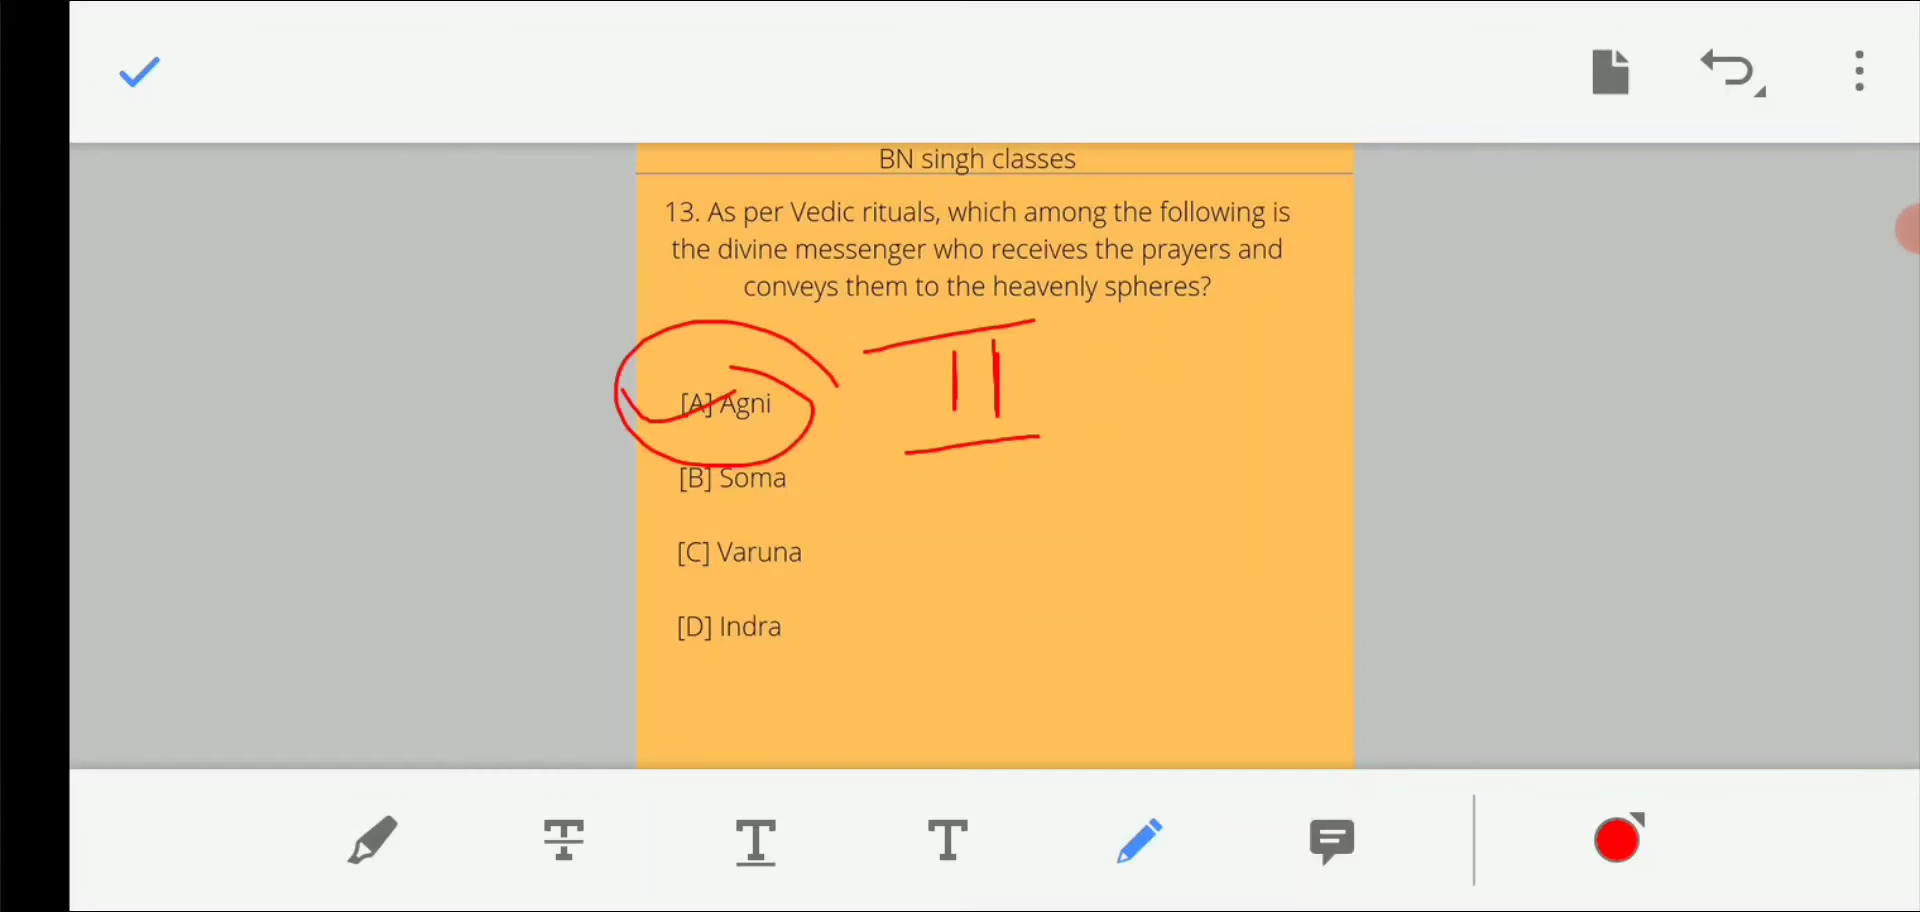 BN singh classes
13. As per Vedic rituals, which among the following is
the divine messenger who receives the prayers and
conveys them to the heavenly spheres?
[A] Agni
II
[B] Soma
[C] Varuna
[D] Indra